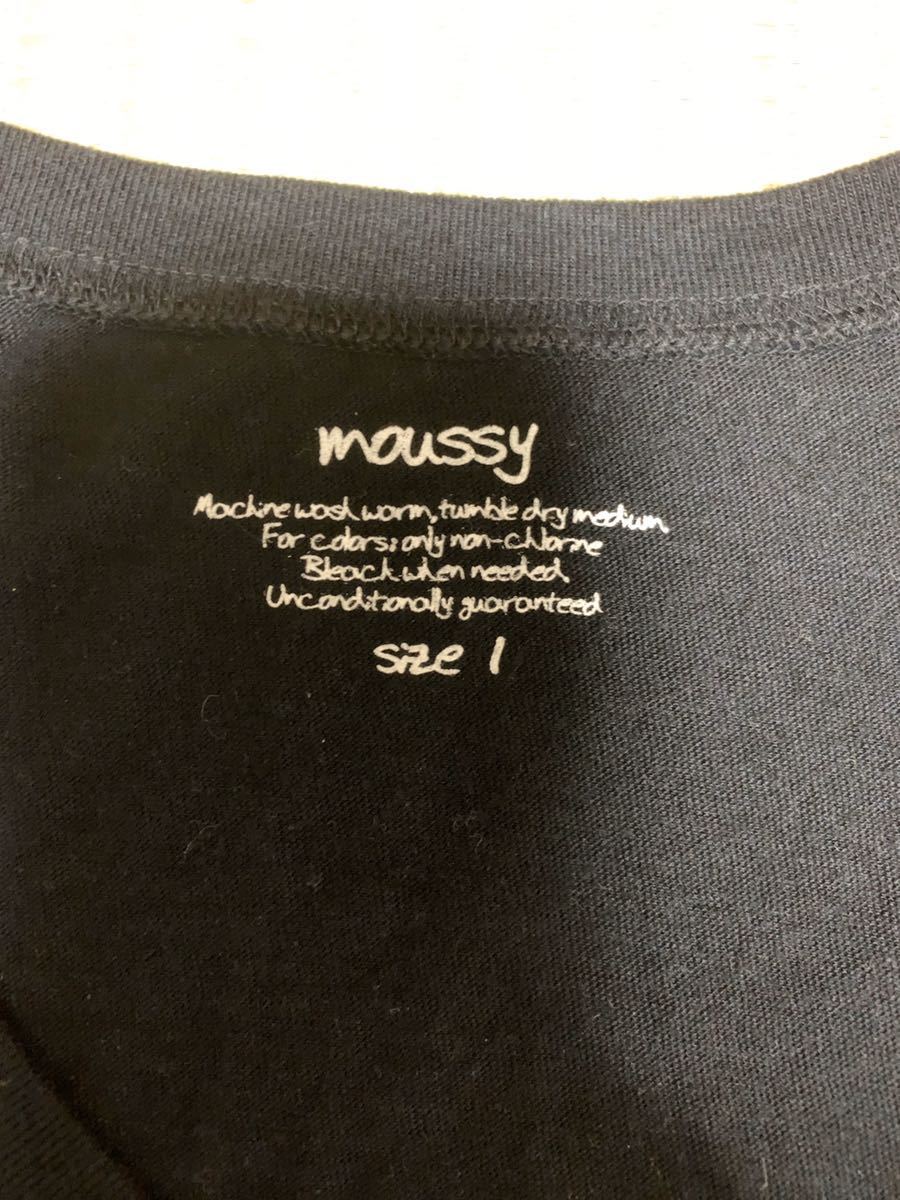 moussy
Machine wash warm, tumble dry medium.
For colors; only non-chlorine
Bleach when needed.
Unconditionally guaranteed
size 1